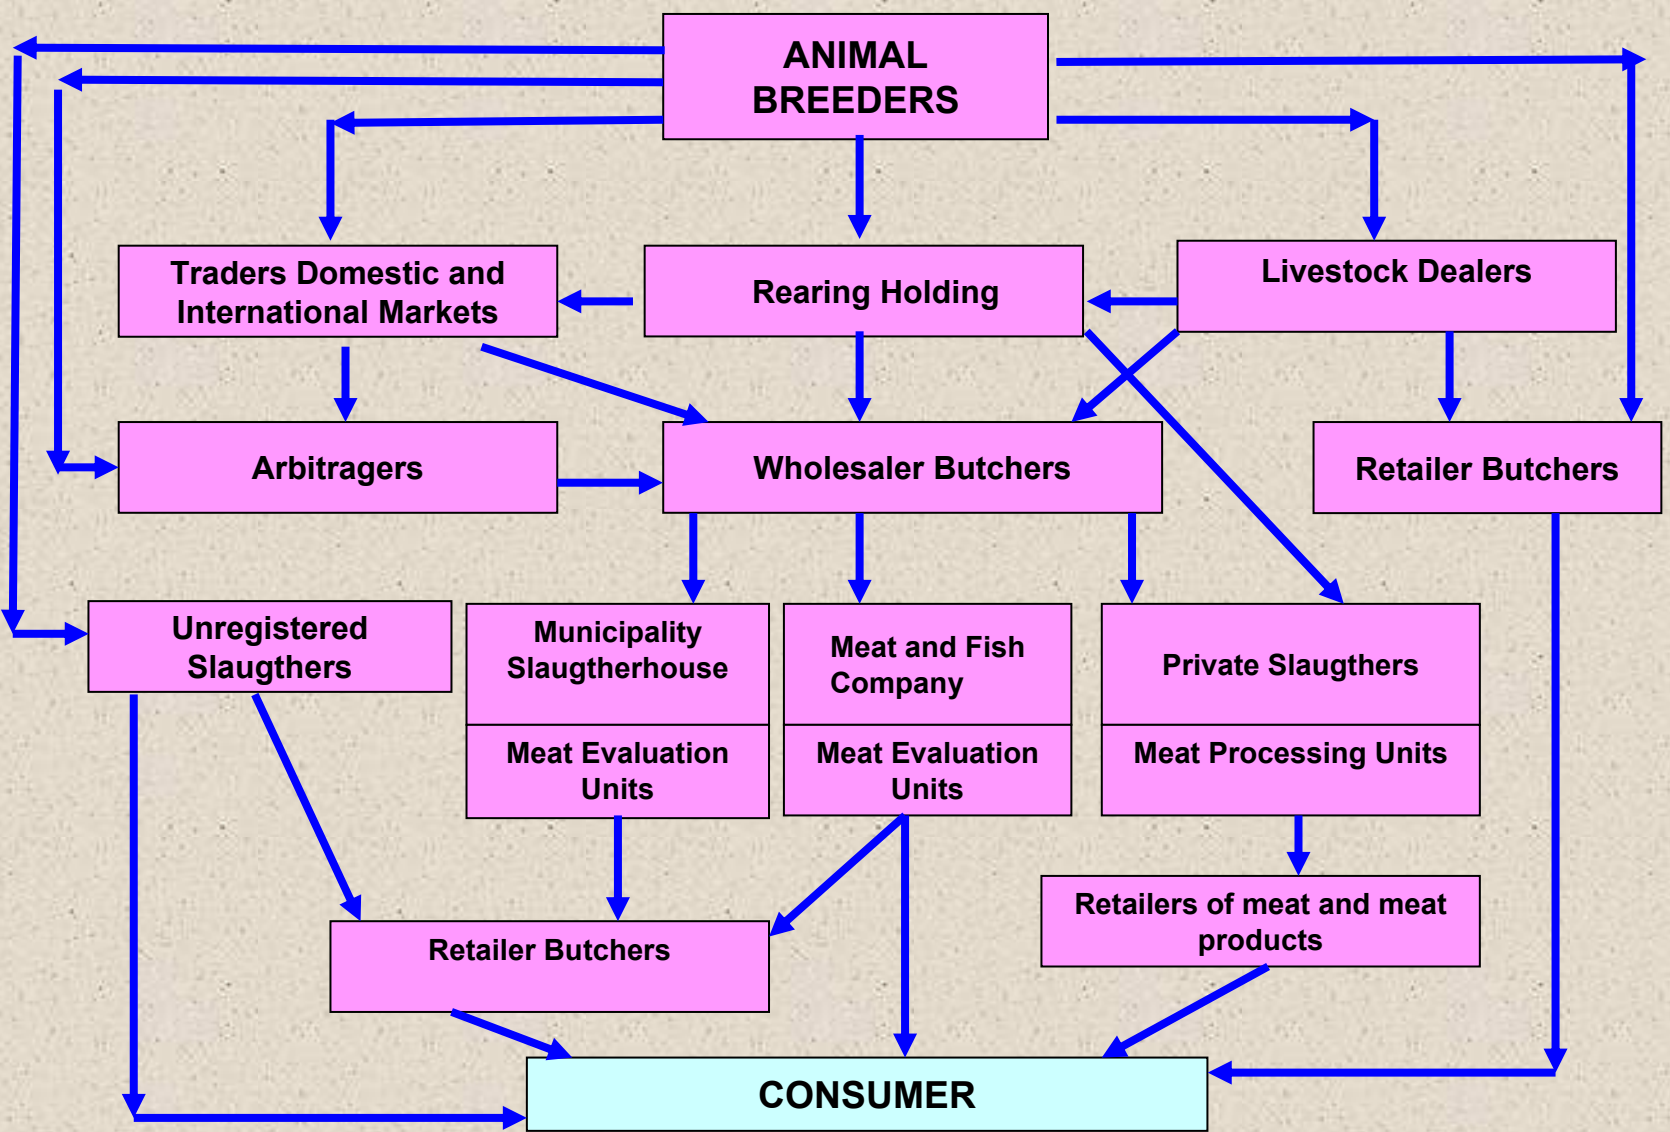 ANIMAL
BREEDERS
Traders Domestic and
International Markets
Rearing Holding
Livestock Dealers
Arbitragers
Wholesaler Butchers
Retailer Butchers
Unregistered
Slaugthers
Municipality
Slaugtherhouse
Meat and Fish
Company
Private Slaugthers
Meat Evaluation
Units
Meat Evaluation
Units
Meat Processing Units
Retailers of meat and meat
products
Retailer Butchers
CONSUMER